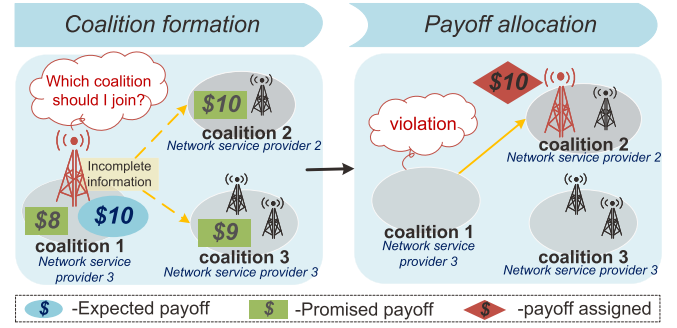 Coalition formation
Payoff allocation
Which coalition
should I join?
$10
coalition 2
Network service provider 2
Incomplete
information
$8
$10
coalition 1
Network service
provider 3
$9
coalition 3
Network service provider 3
$10
violation
coalition 2
Network service provider 2
coalition 1
Network service
provider 3
coalition 3
Network service provider 3
$ -Expected payoff $ -Promised payoff $ -payoff assigned